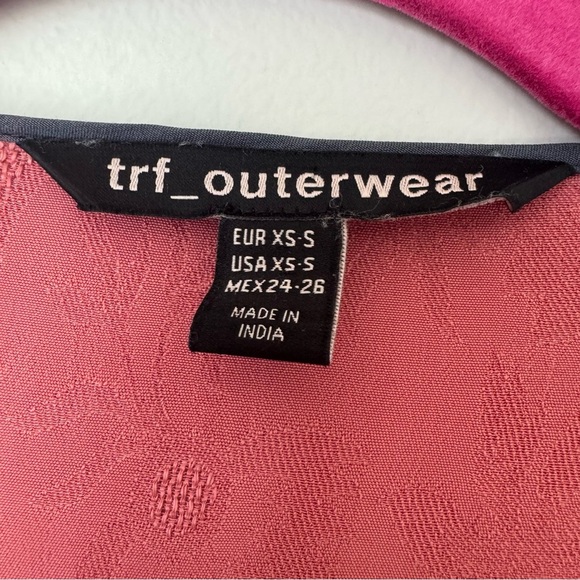 trf_outerwear
EUR XS-S
USA XS-S
MEX 24-26
MADE IN
INDIA